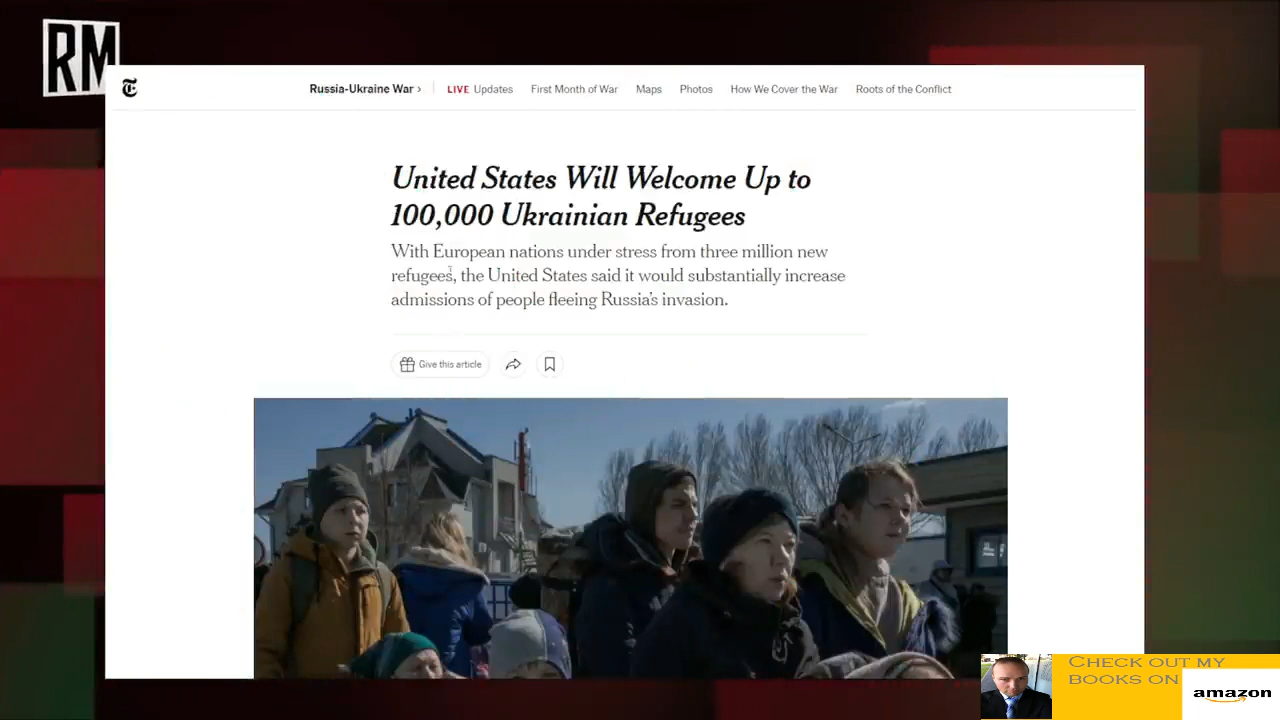 RM
Russia-Ukraine War ›
LIVE Updates
First Month of War
Maps
Photos
How We Cover the War
Roots of the Conflict
United States Will Welcome Up to
100,000 Ukrainian Refugees
With European nations under stress from three million new
refugees, the United States said it would substantially increase
admissions of people fleeing Russia's invasion.
Give this article
Check out my
books on
amazon